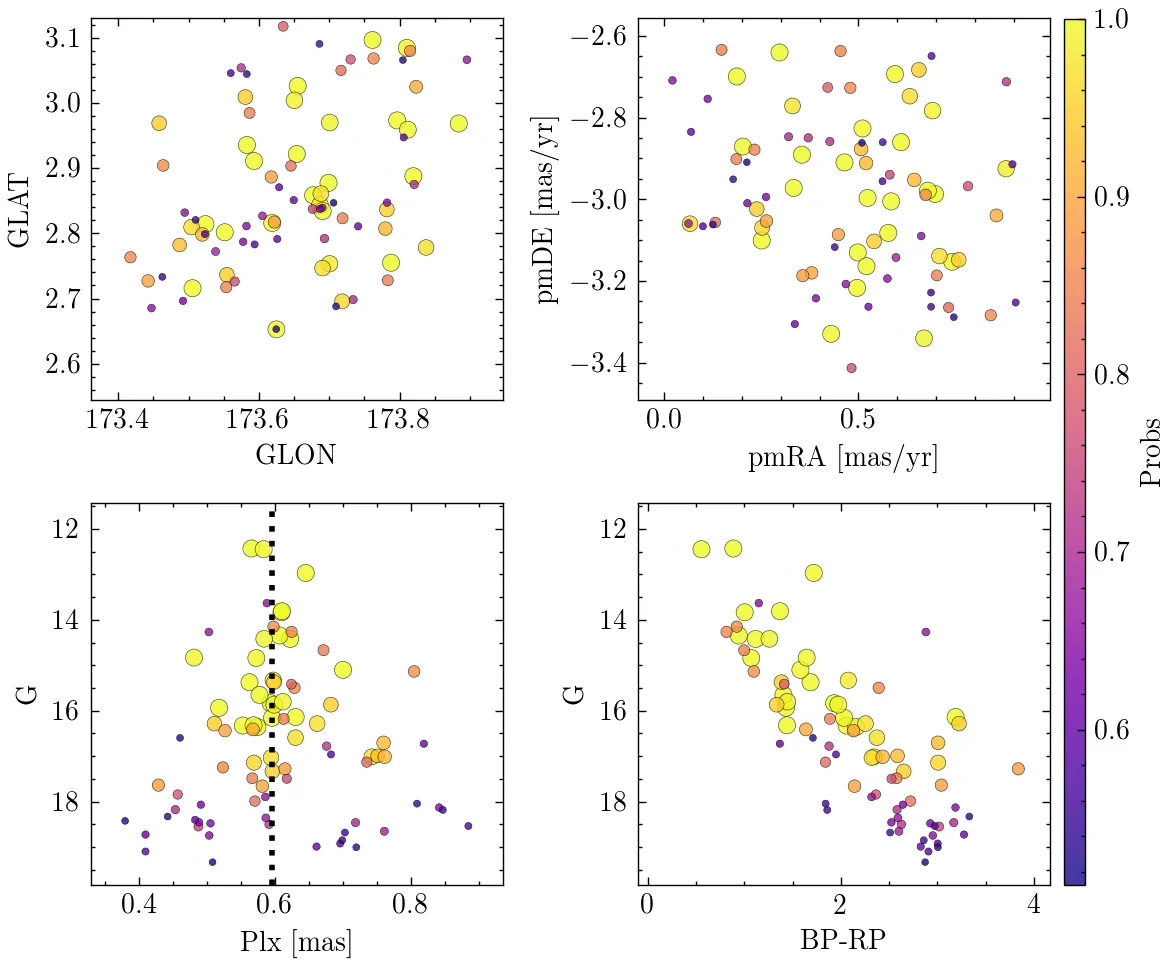 3.1
3.0
2.9
2.8
2.7
2.6
GLAT
173.4 173.6 173.8
GLON
−2.6
−2.8
−3.0
−3.2
−3.4
pmDE [mas/yr]
0.0 0.5
pmRA [mas/yr]
12
14
16
18
G
0.4 0.6 0.8
Plx [mas]
12
14
16
18
G
0 2 4
BP-RP
1.0
0.9
0.8
0.7
0.6
Probs